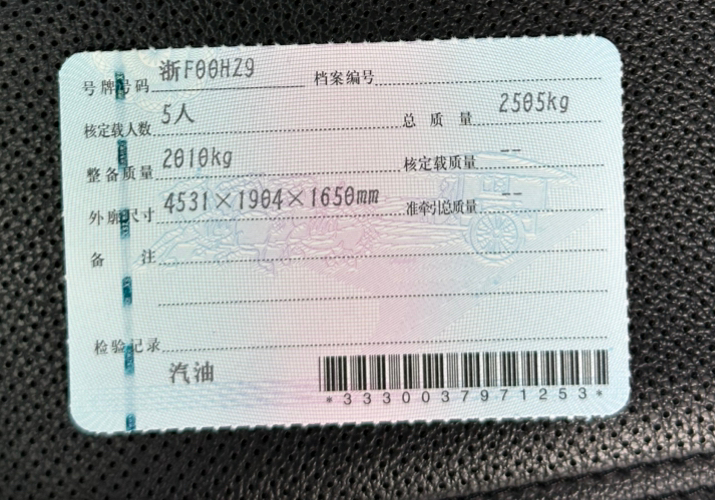 号牌号码 浙F00HZ9 档案编号
核定载人数 5人 总质量 2505kg
整备质量 2010kg 核定载质量 --
外廓尺寸 4531×1904×1650mm 准牵引总质量 --
备注
检验记录
汽油
*3330037971253*